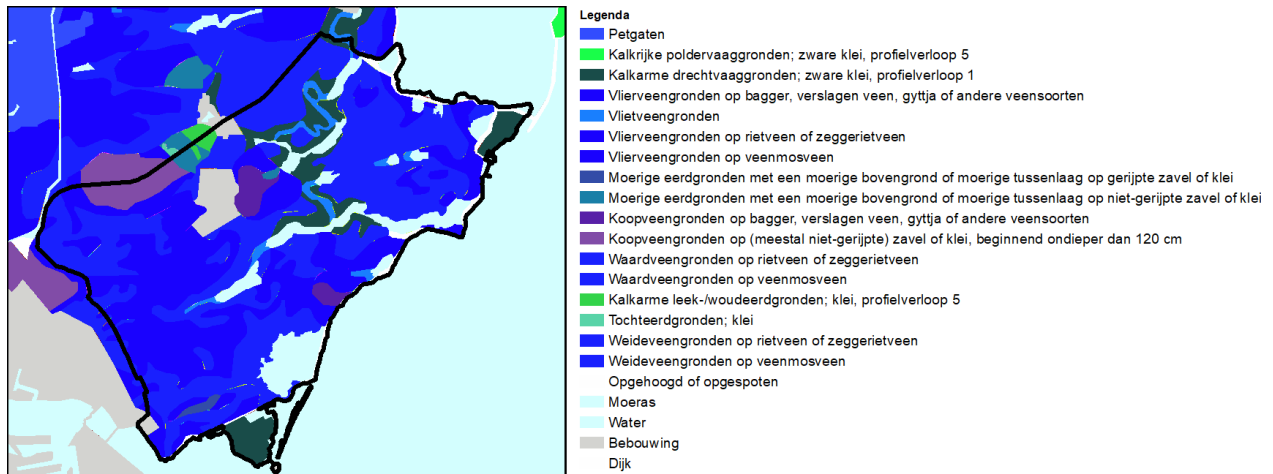 Legenda
Petgaten
Kalkrijke poldervaaggronden; zware klei, profielverloop 5
Kalkarme drechtvaaggronden; zware klei, profielverloop 1
Vlierveengronden op bagger, verslagen veen, gyttja of andere veensoorten
Vlietveengronden
Vlierveengronden op rietveen of zeggerietveen
Vlierveengronden op veenmosveen
Moerige eerdgronden met een moerige bovengrond of moerige tussenlaag op gerijpte zavel of klei
Moerige eerdgronden met een moerige bovengrond of moerige tussenlaag op niet-gerijpte zavel of klei
Koopveengronden op bagger, verslagen veen, gyttja of andere veensoorten
Koopveengronden op (meestal niet-gerijpte) zavel of klei, beginnend ondieper dan 120 cm
Waardveengronden op rietveen of zeggerietveen
Waardveengronden op veenmosveen
Kalkarme leek-/woudeerdgronden; klei, profielverloop 5
Tochteerdgronden; klei
Weideveengronden op rietveen of zeggerietveen
Weideveengronden op veenmosveen
Opgehoogd of opgespoten
Moeras
Water
Bebouwing
Dijk